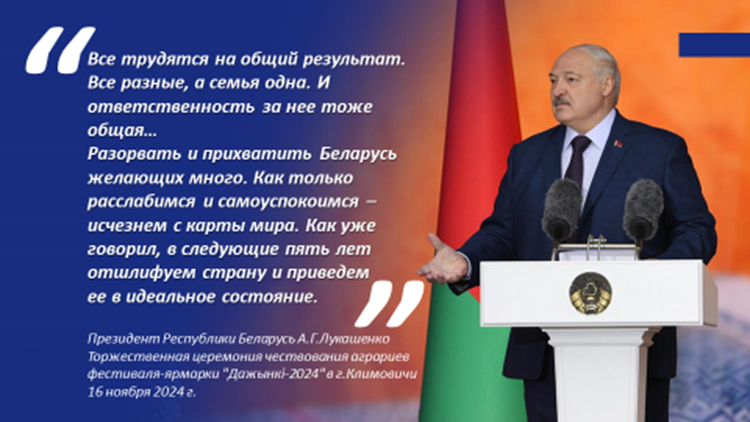 Все трудятся на общий результат.
Все разные, а семья одна. И
ответственность за нее тоже
общая...
Разорвать и прихватить Беларусь
желающих много. Как только
расслабимся и самоуспокоимся –
исчезнем с карты мира. Как уже
говорил, в следующие пять лет
отшлифуем страну и приведем
ее в идеальное состояние.
Президент Республики Беларусь А.Г.Лукашенко
Торжественная церемония чествования аграриев
фестиваля-ярмарки "Дажынкі-2024" в г.Климовичи
16 ноября 2024 г.